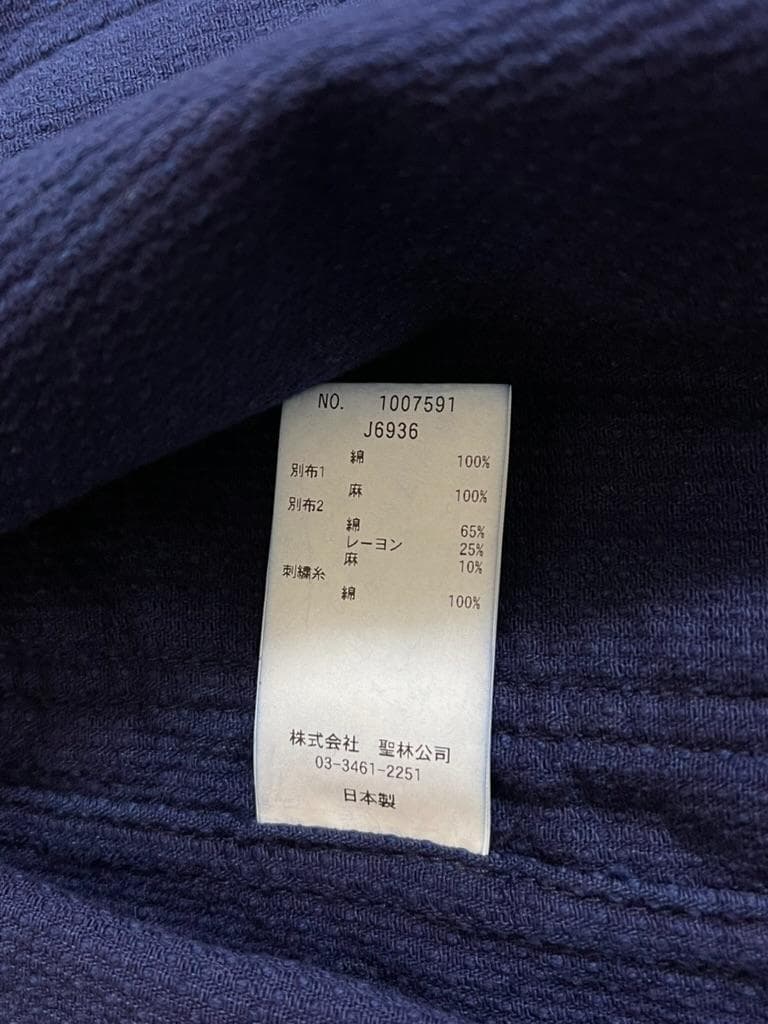 NO. 1007591
J6936
綿 100%
別布1
麻 100%
別布2
綿 65%
レーヨン 25%
麻 10%
刺繍糸
綿 100%
株式会社 聖林公司
03-3461-2251
日本製